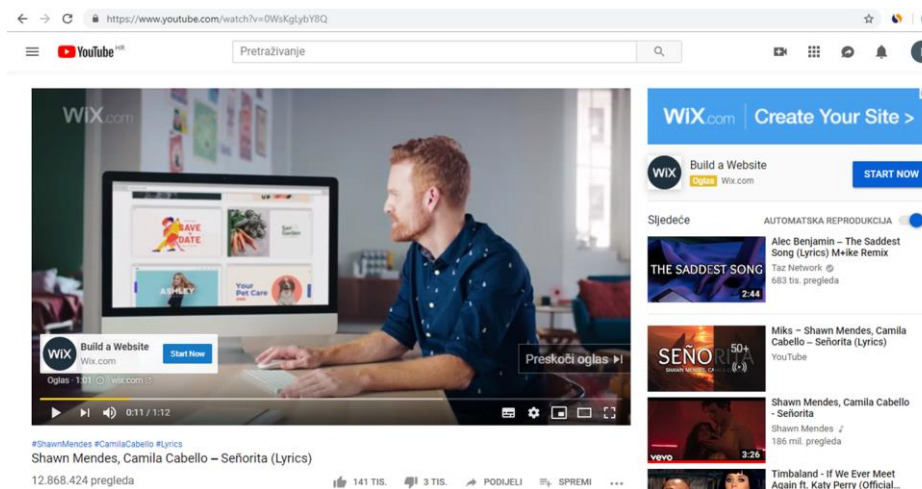 https://www.youtube.com/watch?v=0WsKgLybY8Q
YouTube HR
Pretraživanje
WiX.com
SAVE
DATE
ASHLEY
Your
Pet Care
WiX
Build a Website
Wix.com
Start Now
Oglas · 1:01 wix.com
Preskoči oglas
0:11 / 1:12
#ShawnMendes #CamilaCabello #Lyrics
Shawn Mendes, Camila Cabello – Señorita (Lyrics)
12.868.424 pregleda
141 TIS.
3 TIS.
PODIJELI
SPREMI
WiX.com
Create Your Site >
WiX
Build a Website
Oglas Wix.com
START NOW
Sljedeće
AUTOMATSKA REPRODUKCIJA
THE SADDEST SONG
2:44
Alec Benjamin – The Saddest
Song (Lyrics) M+ike Remix
Taz Network
683 tis. pregleda
SEÑORITA
50+
Miks – Shawn Mendes, Camila
Cabello – Señorita (Lyrics)
YouTube
vevo
3:26
Shawn Mendes, Camila Cabello
- Señorita
Shawn Mendes
186 mil. pregleda
Timbaland - If We Ever Meet
Again ft. Katy Perry (Official...